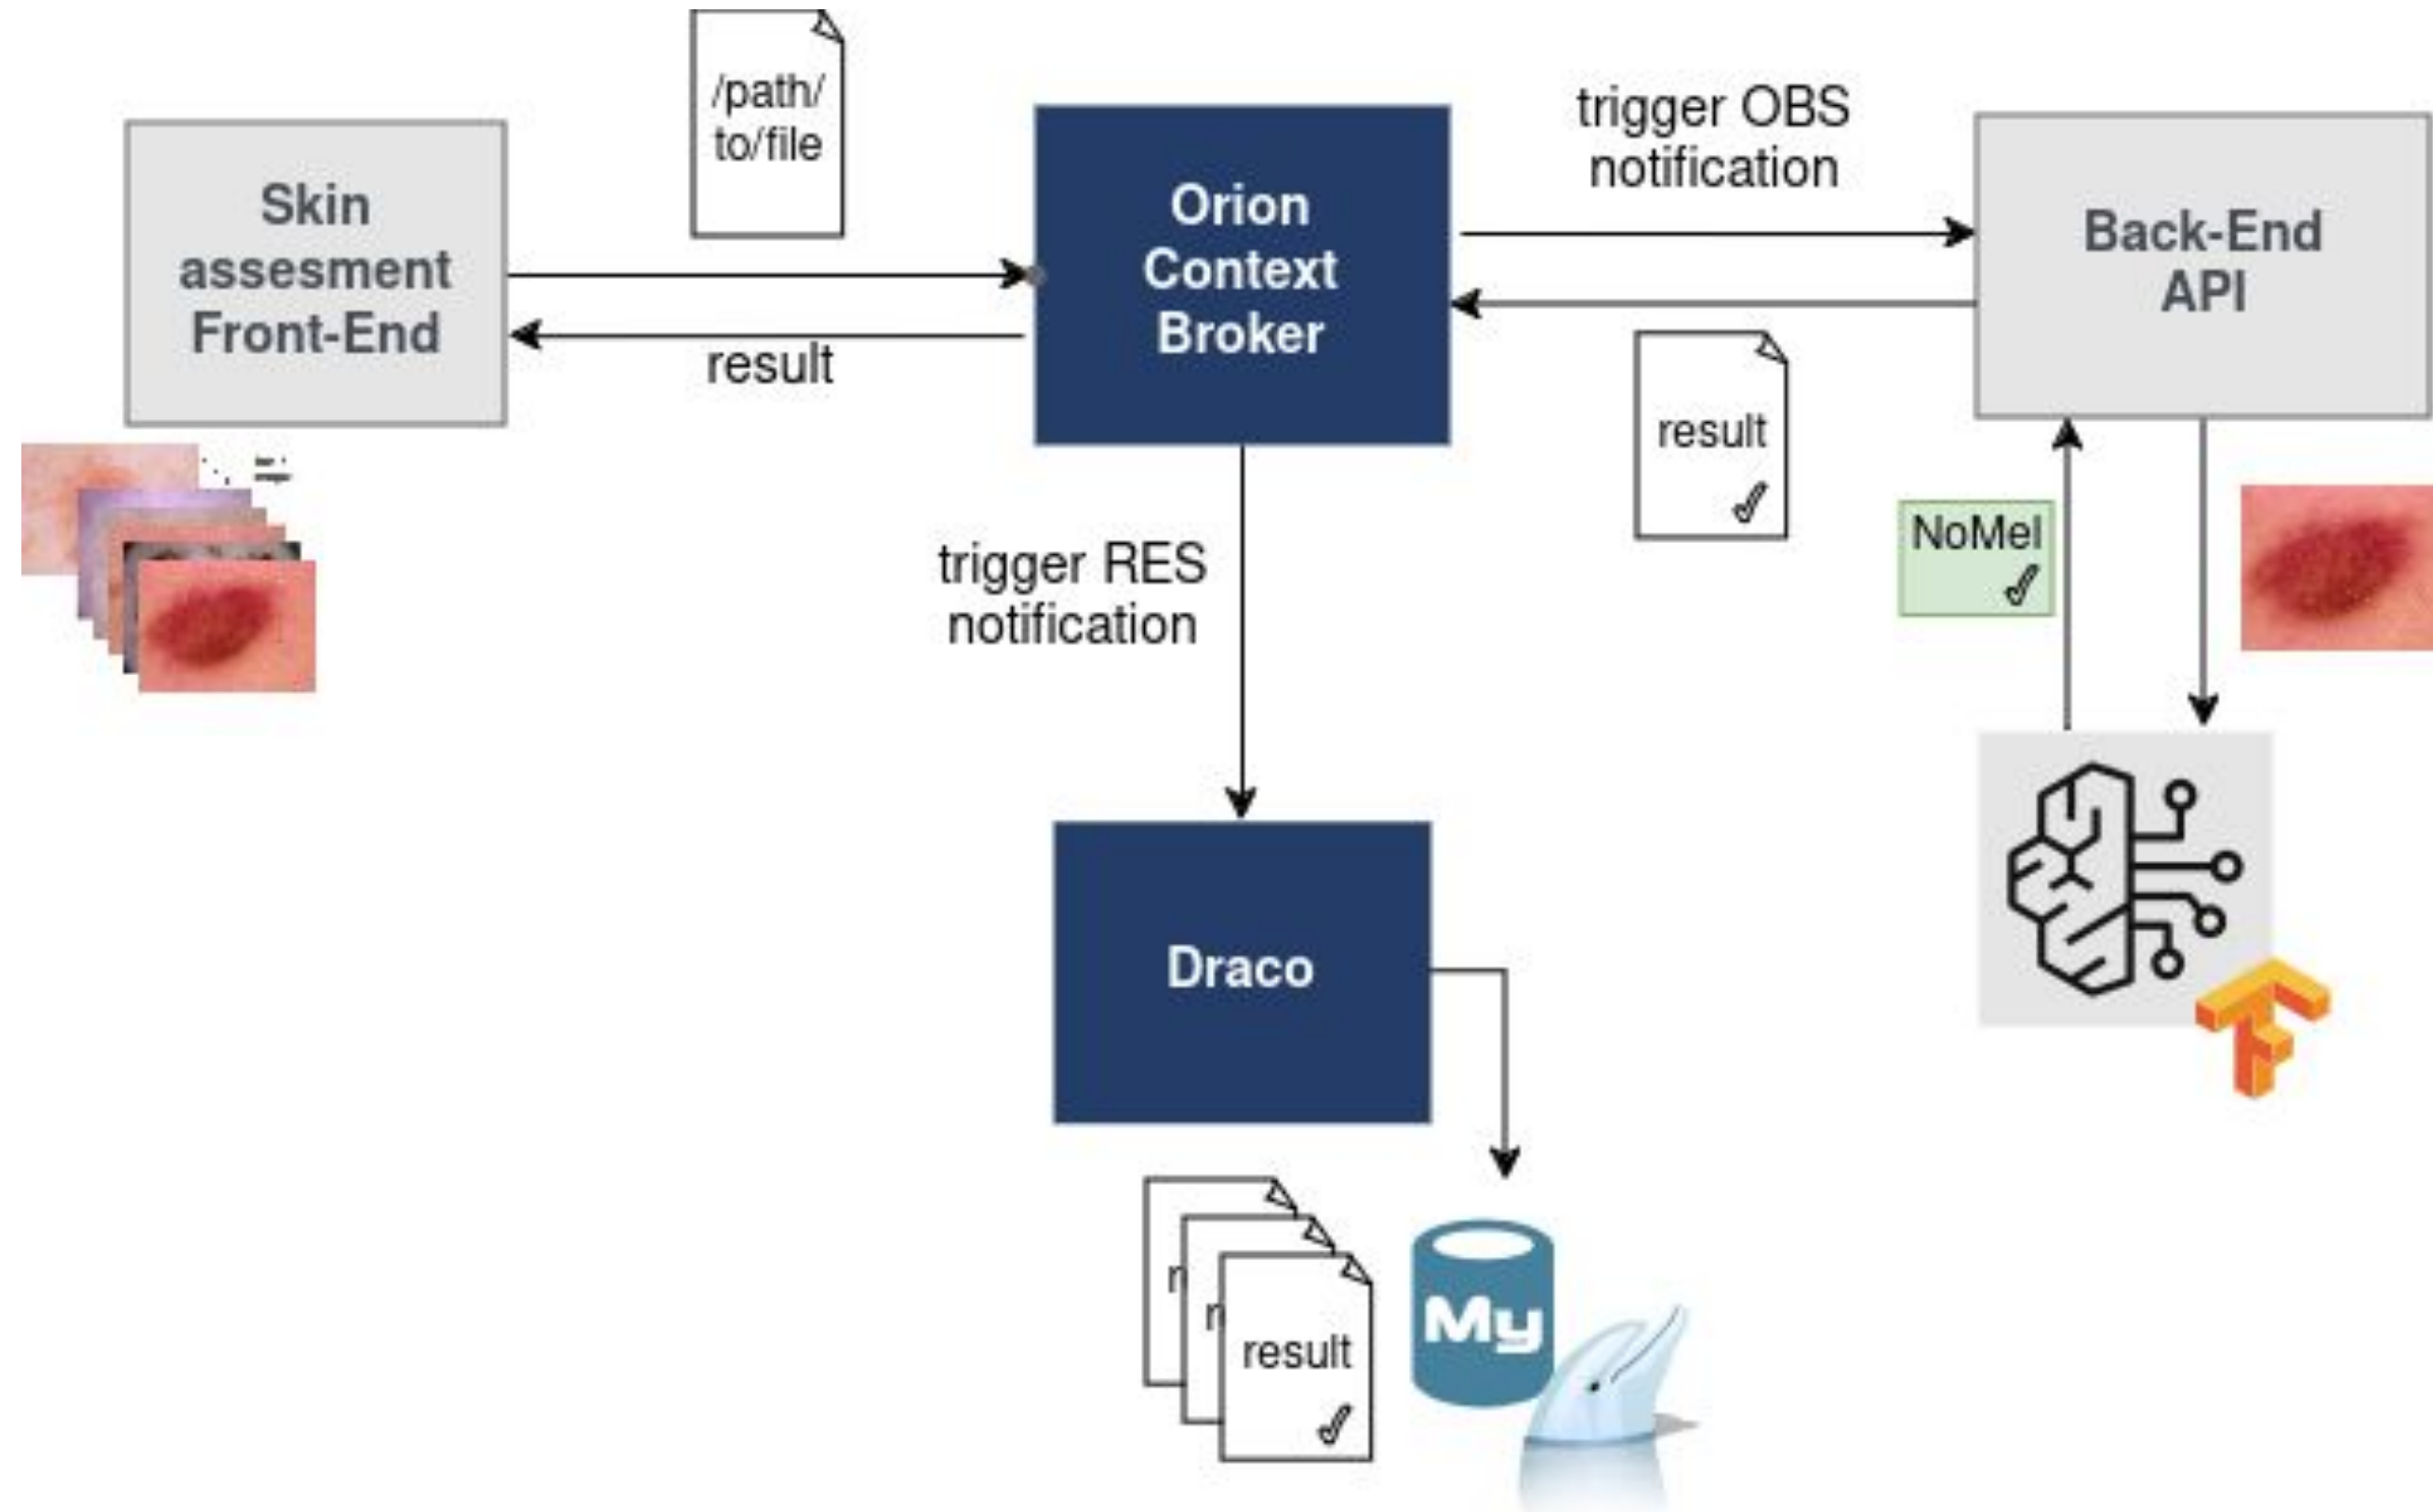 /path/
to/file
Skin
assesment
Front-End
result
Orion
Context
Broker
trigger OBS
notification
Back-End
API
result
NoMel
trigger RES
notification
Draco
r
r
result
My